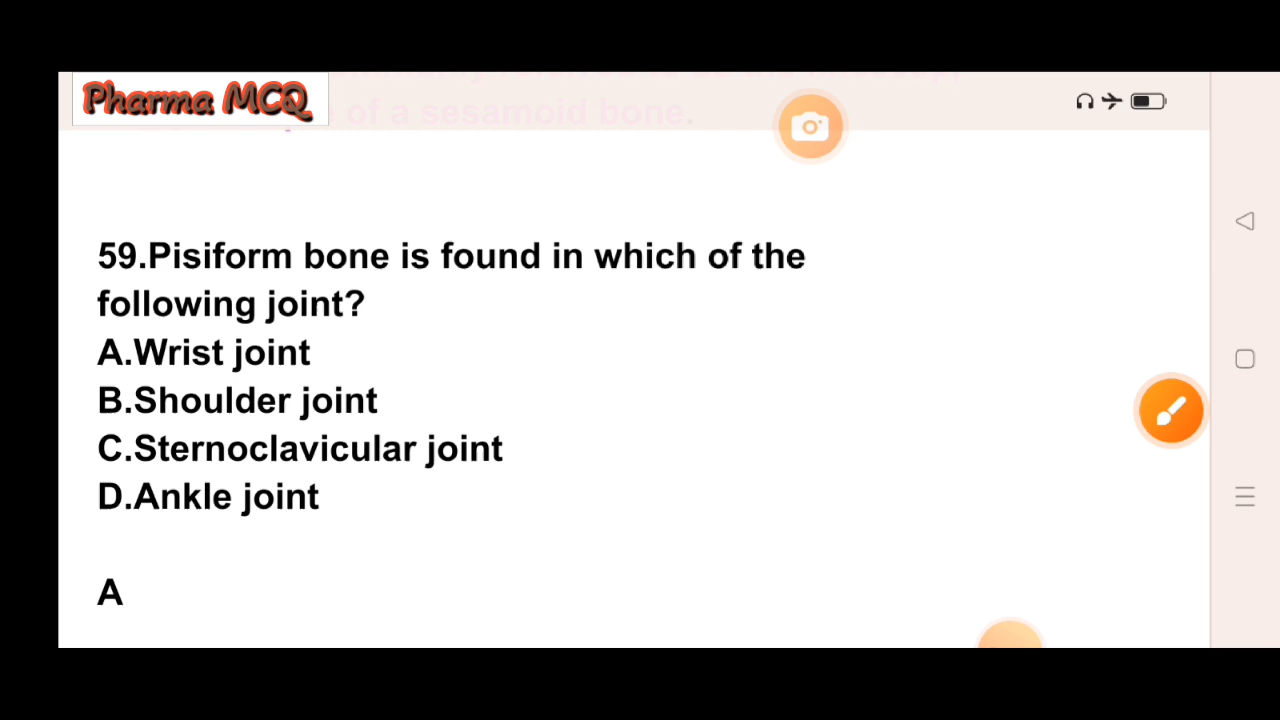 Pharma MCQ
of a sesamoid bone.
59.Pisiform bone is found in which of the
following joint?
A.Wrist joint
B.Shoulder joint
C.Sternoclavicular joint
D.Ankle joint
A